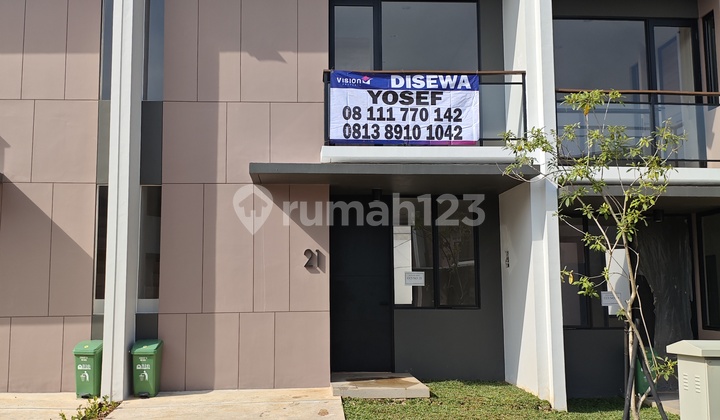 Vision
DISEWA
YOSEF
08 111 770 142
0813 8910 1042
rumah123
21